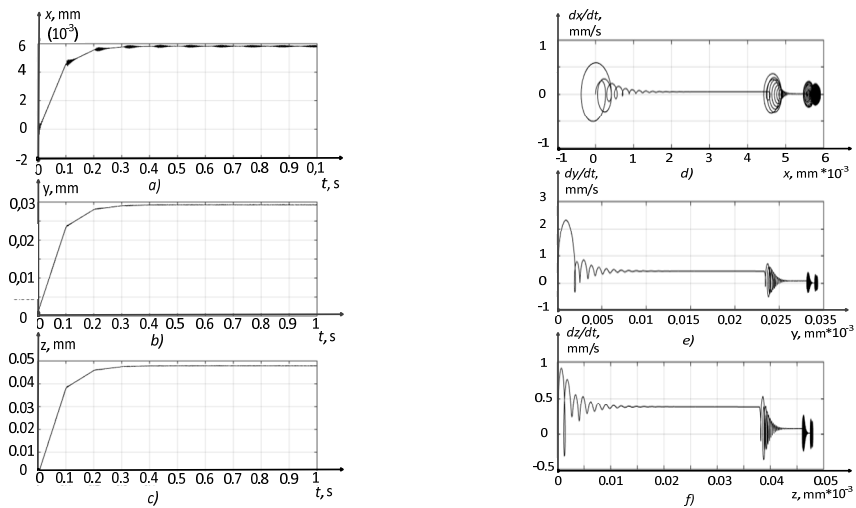 x, mm
(10⁻³)
6
4
2
0
-2
0 0.1 0.2 0.3 0.4 0.5 0.6 0.7 0.8 0.9 0,1
a)
t, s
y, mm
0,03
0,02
0,01
0
0 0.1 0.2 0.3 0.4 0.5 0.6 0.7 0.8 0.9 1
b)
t, s
z, mm
0.05
0.04
0.03
0.02
0.01
0
0 0.1 0.2 0.3 0.4 0.5 0.6 0.7 0.8 0.9 1
c)
t, s
dx/dt,
mm/s
1
0
-1
-1 0 1 2 3 4 5 6
d)
x, mm *10⁻³
dy/dt,
mm/s
3
2
1
0
-1
0 0.005 0.01 0.015 0.02 0.025 0.035
e)
y, mm*10⁻³
dz/dt,
mm/s
1
0.5
0
-0.5
0 0.01 0.02 0.03 0.04 0.05
f)
z, mm*10⁻³